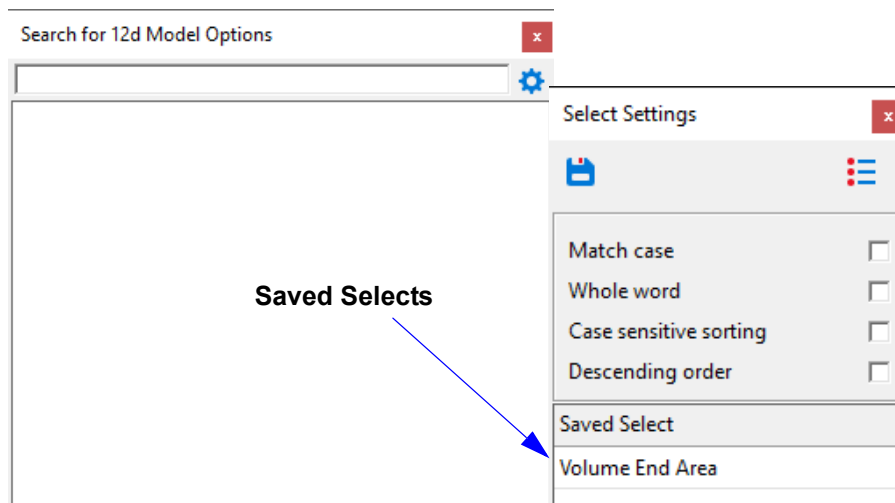 Search for 12d Model Options
x
Select Settings
x
Match case
Whole word
Saved Selects
Case sensitive sorting
Descending order
Saved Select
Volume End Area